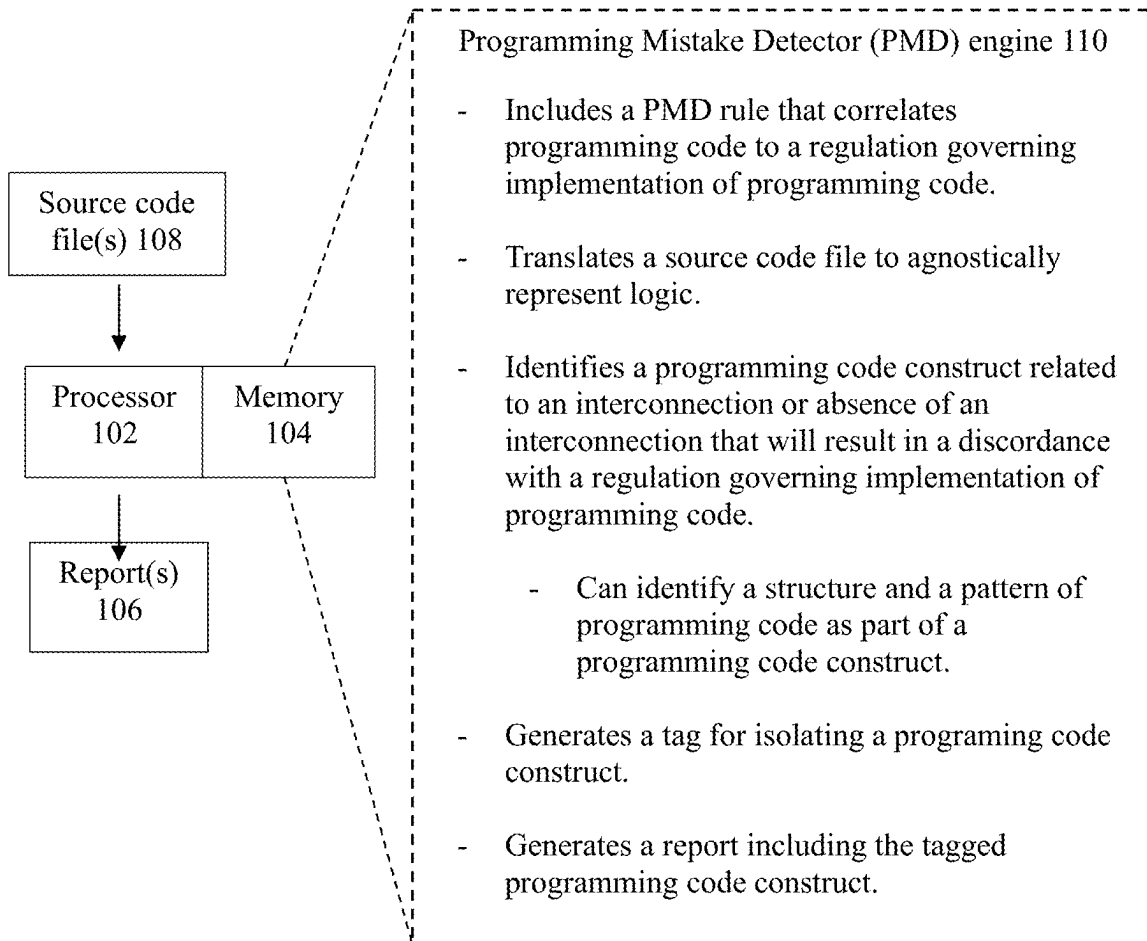 Programming Mistake Detector (PMD) engine 110
- Includes a PMD rule that correlates
programming code to a regulation governing
implementation of programming code.
- Translates a source code file to agnostically
represent logic.
- Identifies a programming code construct related
to an interconnection or absence of an
interconnection that will result in a discordance
with a regulation governing implementation of
programming code.
- Can identify a structure and a pattern of
programming code as part of a
programming code construct.
- Generates a tag for isolating a programing code
construct.
- Generates a report including the tagged
programming code construct.
Source code
file(s) 108
Processor
102
Memory
104
Report(s)
106